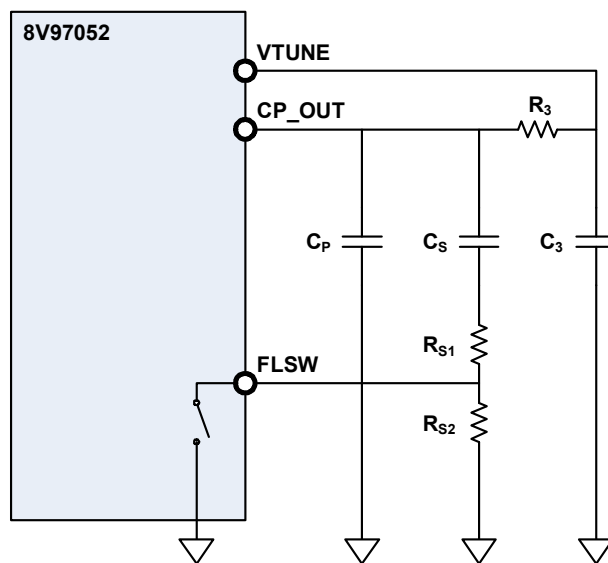 8V97052
VTUNE
CP_OUT
R3
CP
CS
C3
RS1
FLSW
RS2